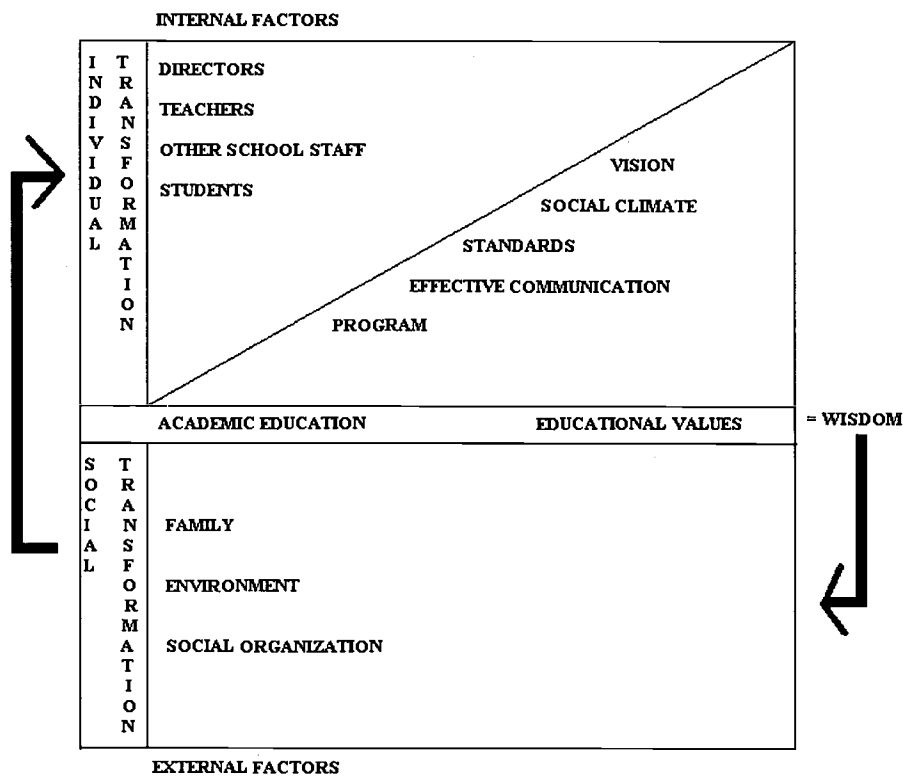 INTERNAL FACTORS
INDIVIDUAL
TRANSFORMATION
DIRECTORS
TEACHERS
OTHER SCHOOL STAFF
STUDENTS
VISION
SOCIAL CLIMATE
STANDARDS
EFFECTIVE COMMUNICATION
PROGRAM
ACADEMIC EDUCATION EDUCATIONAL VALUES = WISDOM
SOCIAL
TRANSFORMATION
FAMILY
ENVIRONMENT
SOCIAL ORGANIZATION
EXTERNAL FACTORS